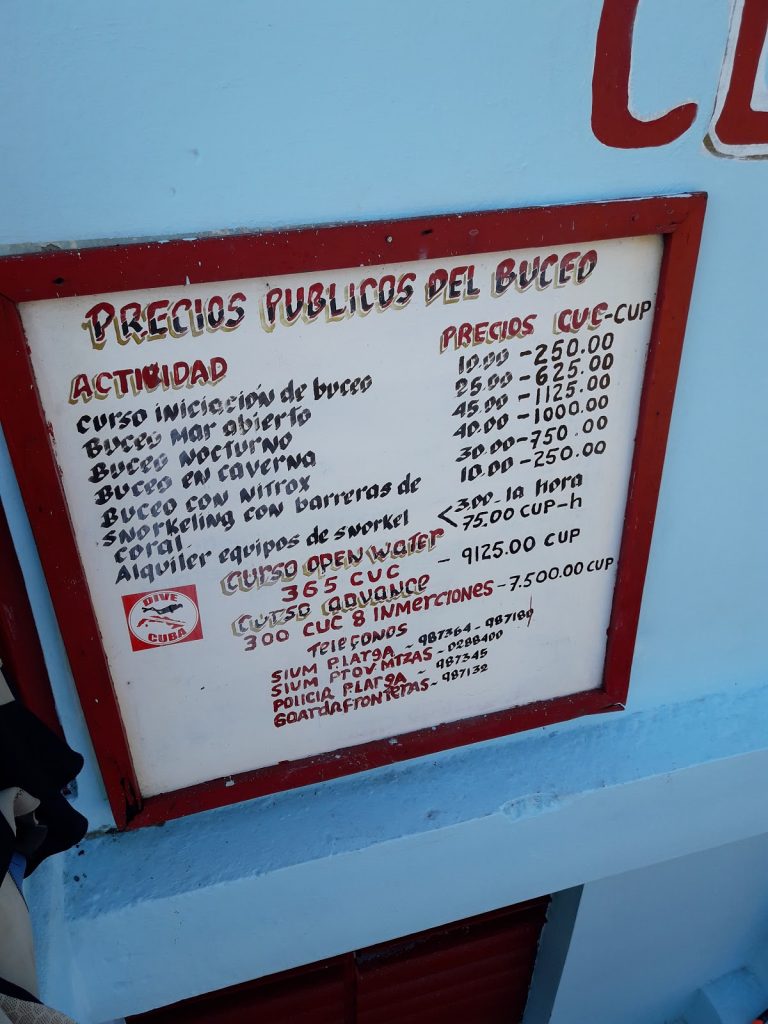 PRECIOS PUBLICOS DEL BUCEO
ACTIVIDAD PRECIOS CUC-CUP
CURSO INICIACIÓN de buceo 10.00-250.00
BUCEO MAR abierto 25.00-625.00
BUCEO NOCTURNO 45.00-1125.00
BUCEO EN CAVERNA 40.00-1000.00
BUCEO CON NITROX 30.00-750.00
SNORKELING CON barreras de 10.00-250.00
coral
Alquiler equipos de snorkel < 3.00-la hora
75.00 CUP-h
CURSO OPEN WATER
365 CUC - 9125.00 CUP
CURSO advance
300 CUC 8 INMERCIONES-7.500.00 CUP
DIVE
CUBA
TELEFONOS
SIUM PLAYA - 987364-987180
SIUM PROV MTZAS-0288400
POLICIA PLAYA - 987345
GOARDAFRONTERAS-987132